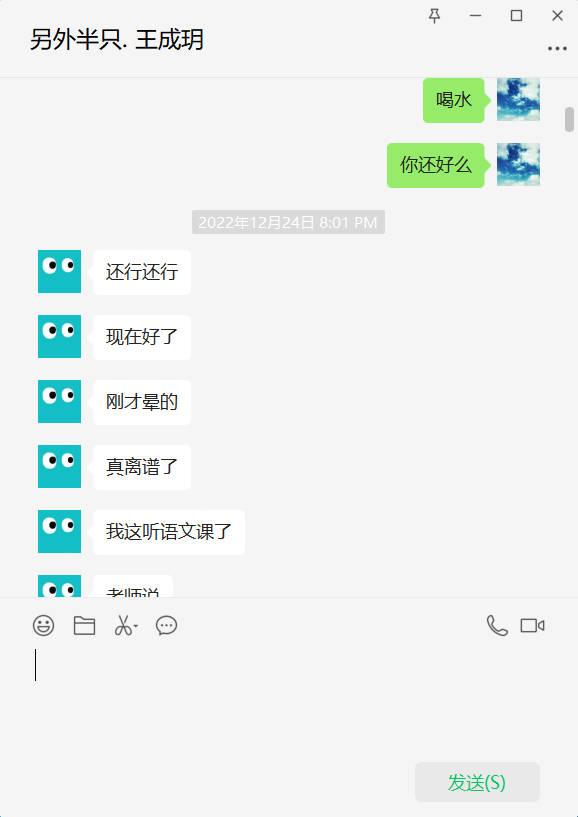 另外半只. 王成玥
喝水
你还好么
2022年12月24日 8:01 PM
还行还行
现在好了
刚才晕的
真离谱了
我这听语文课了
老师说
发送(S)